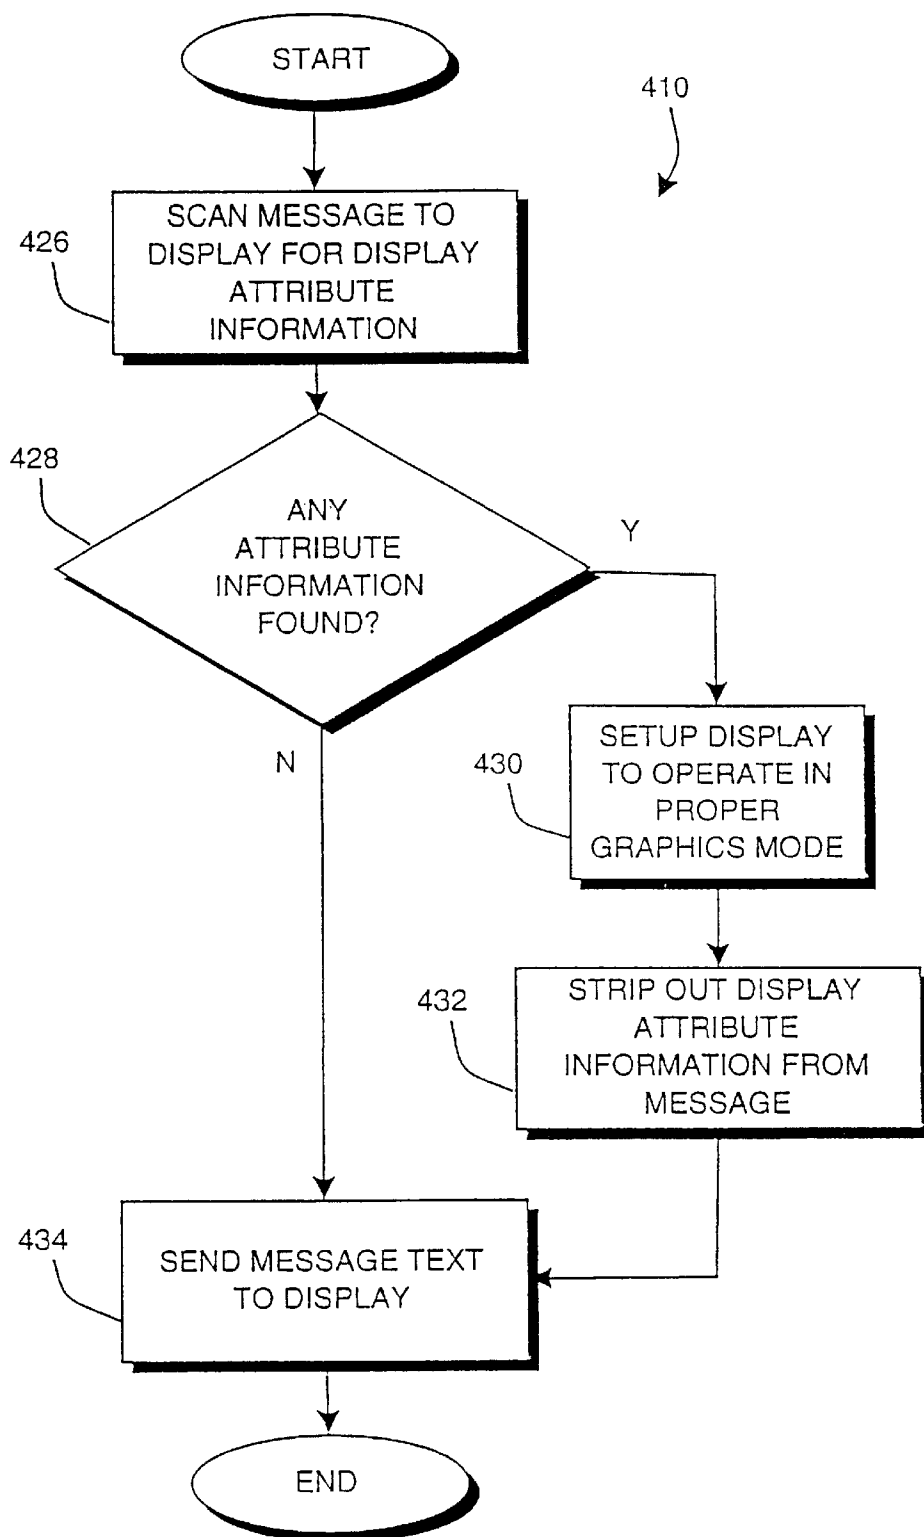 START
410
SCAN MESSAGE TO
DISPLAY FOR DISPLAY
ATTRIBUTE
INFORMATION
426
428
ANY
ATTRIBUTE
INFORMATION
FOUND?
Y
N
SETUP DISPLAY
TO OPERATE IN
PROPER
GRAPHICS MODE
430
STRIP OUT DISPLAY
ATTRIBUTE
INFORMATION FROM
MESSAGE
432
434
SEND MESSAGE TEXT
TO DISPLAY
END